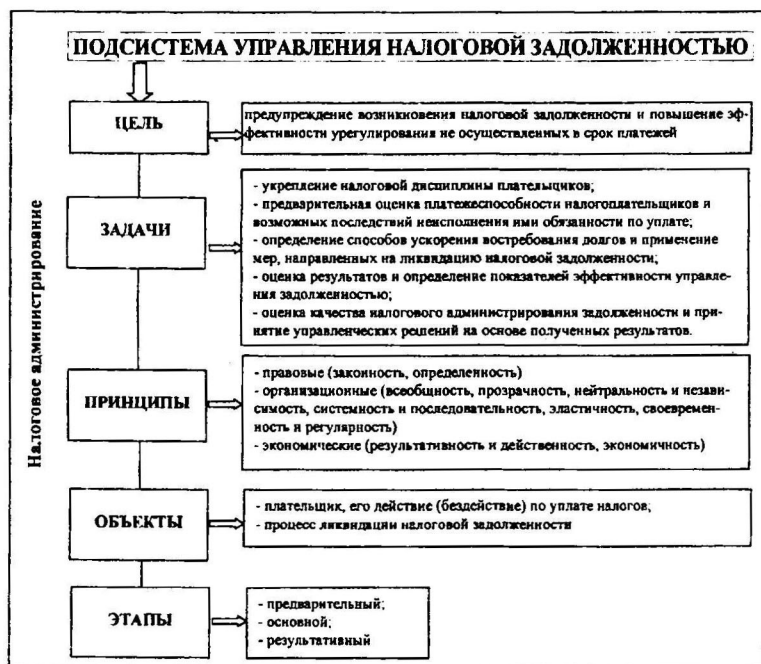 ПОДСИСТЕМА УПРАВЛЕНИЯ НАЛОГОВОЙ ЗАДОЛЖЕННОСТЬЮ
Налоговое администрирование
ЦЕЛЬ
предупреждение возникновения налоговой задолженности и повышение эф-
фективности урегулирования не осуществленных в срок платежей
ЗАДАЧИ
- укрепление налоговой дисциплины плательщиков;
- предварительная оценка платежеспособности налогоплательщиков и
возможных последствий неисполнения ими обязанности по уплате;
- определение способов ускорения востребования долгов и применение
мер, направленных на ликвидацию налоговой задолженности;
- оценка результатов и определение показателей эффективности управле-
ния задолженностью;
- оценка качества налогового администрирования задолженности и при-
нятие управленческих решений на основе полученных результатов.
ПРИНЦИПЫ
- правовые (законность, определенность)
- организационные (всеобщность, прозрачность, нейтральность и незави-
симость, системность и последовательность, эластичность, своевремен-
ность и регулярность)
- экономические (результативность и действенность, экономичность)
ОБЪЕКТЫ
- плательщик, его действие (бездействие) по уплате налогов;
- процесс ликвидации налоговой задолженности
ЭТАПЫ
- предварительный;
- основной;
- результативный